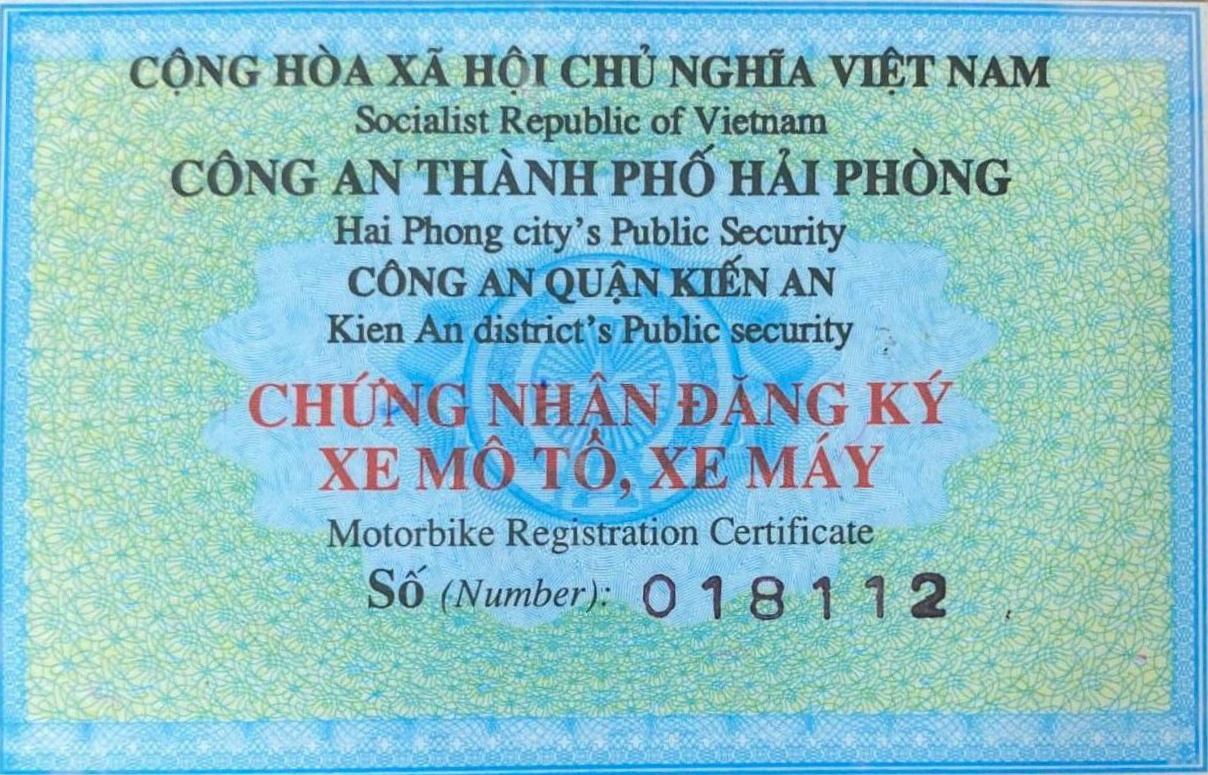 CỘNG HÒA XÃ HỘI CHỦ NGHĨA VIỆT NAM
Socialist Republic of Vietnam
CÔNG AN THÀNH PHỐ HẢI PHÒNG
Hai Phong city's Public Security
CÔNG AN QUẬN KIẾN AN
Kien An district's Public security
CHỨNG NHẬN ĐĂNG KÝ
XE MÔ TÔ, XE MÁY
Motorbike Registration Certificate
Số (Number): 018112